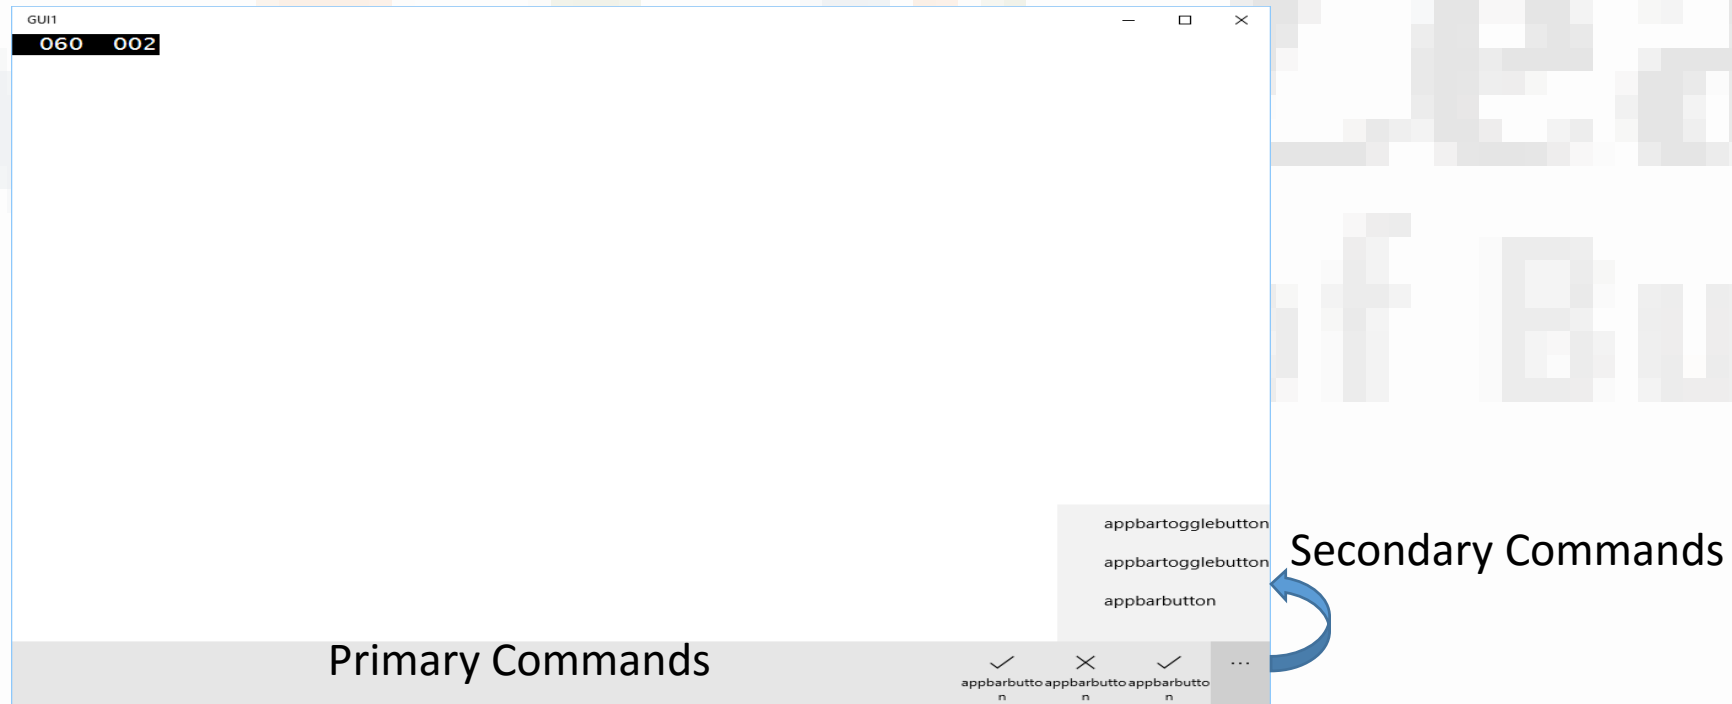 GUI1
060 002
appbartogglebutton
appbartogglebutton
Secondary Commands
appbarbutton
Primary Commands
...
appbarbutto appbarbutto appbarbutto
n n n